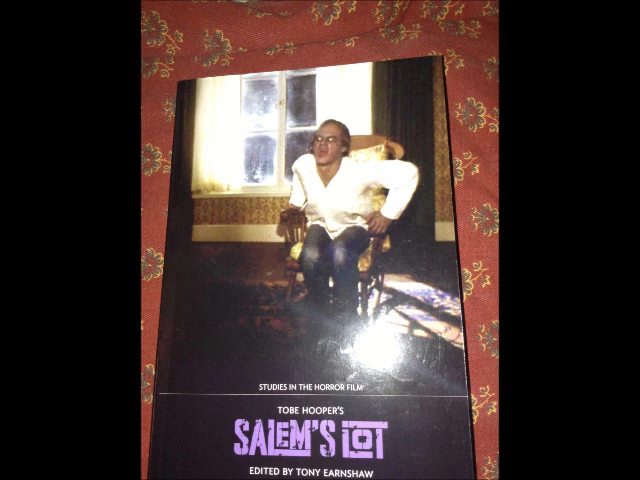 STUDIES IN THE HORROR FILM
TOBE HOOPER'S
SALEM'S LOT
EDITED BY TONY EARNSHAW